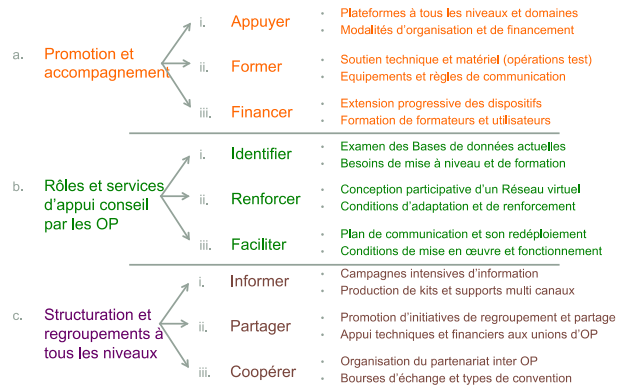 a. Promotion et accompagnement
i. Appuyer
• Plateformes à tous les niveaux et domaines
• Modalités d'organisation et de financement
ii. Former
• Soutien technique et matériel (opérations test)
• Equipements et règles de communication
iii. Financer
• Extension progressive des dispositifs
• Formation de formateurs et utilisateurs
b. Rôles et services
d'appui conseil
par les OP
i. Identifier
• Examen des Bases de données actuelles
• Besoins de mise à niveau et de formation
ii. Renforcer
• Conception participative d'un Réseau virtuel
• Conditions d'adaptation et de renforcement
iii. Faciliter
• Plan de communication et son redéploiement
• Conditions de mise en œuvre et fonctionnement
c. Structuration et
regroupements à
tous les niveaux
i. Informer
• Campagnes intensives d'information
• Production de kits et supports multi canaux
ii. Partager
• Promotion d'initiatives de regroupement et partage
• Appui techniques et financiers aux unions d'OP
iii. Coopérer
• Organisation du partenariat inter OP
• Bourses d'échange et types de convention